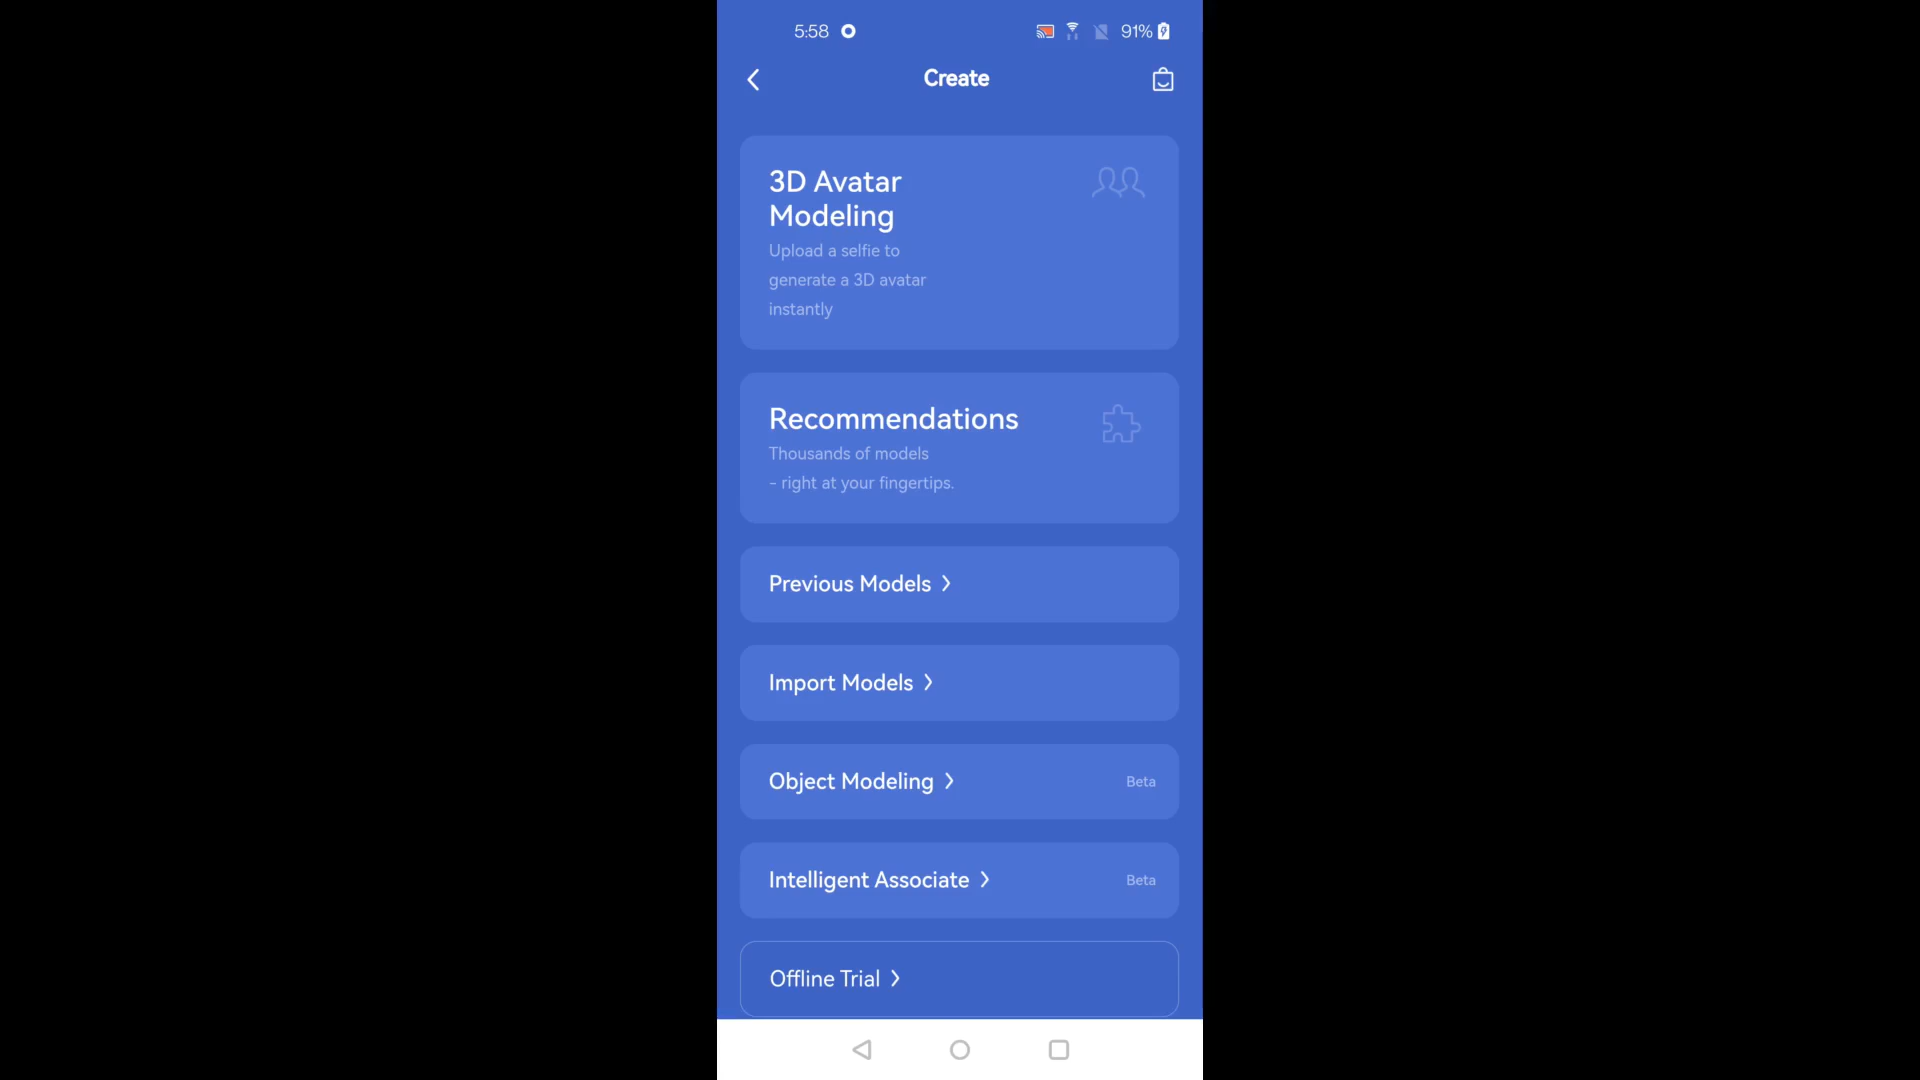 5:58
91%
Create
3D Avatar
Modeling
Upload a selfie to
generate a 3D avatar
instantly
Recommendations
Thousands of models
- right at your fingertips.
Previous Models
Import Models
Object Modeling
Beta
Intelligent Associate
Beta
Offline Trial